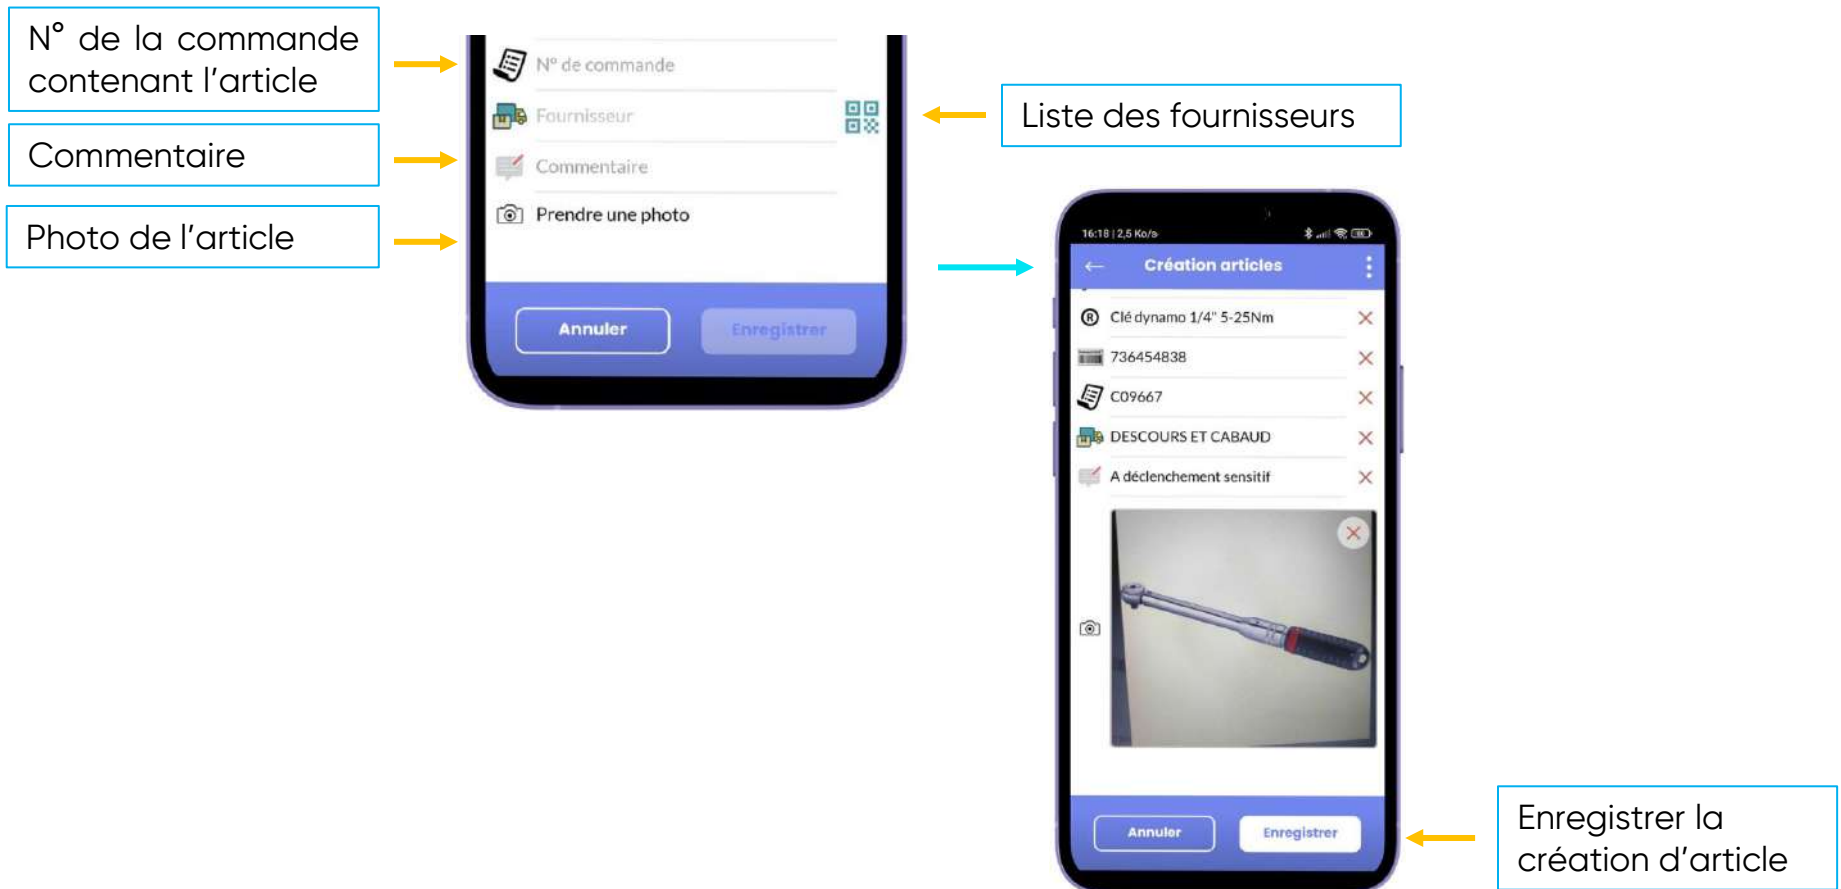 N° de la commande
contenant l'article
Commentaire
Photo de l'article
N° de commande
Fournisseur
Commentaire
Prendre une photo
Annuler
Enregistrer
Liste des fournisseurs
16:18 | 2,5 Ko/s
Création articles
Clé dynamo 1/4" 5-25Nm
736454838
C09667
DESCOURS ET CABAUD
A déclenchement sensitif
Annuler
Enregistrer
Enregistrer la
création d'article